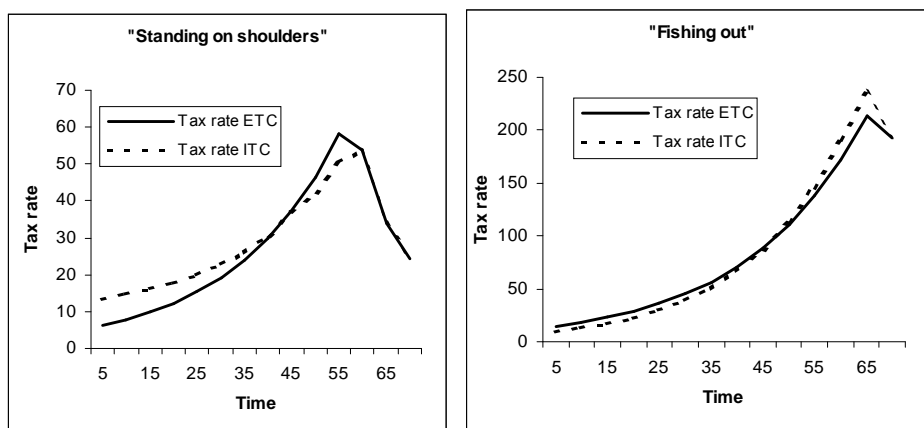 "Standing on shoulders"
70
60
50
40
30
20
10
0
Tax rate
Tax rate ETC
Tax rate ITC
5 15 25 35 45 55 65
Time
"Fishing out"
250
200
150
100
50
0
Tax rate
Tax rate ETC
Tax rate ITC
5 15 25 35 45 55 65
Time